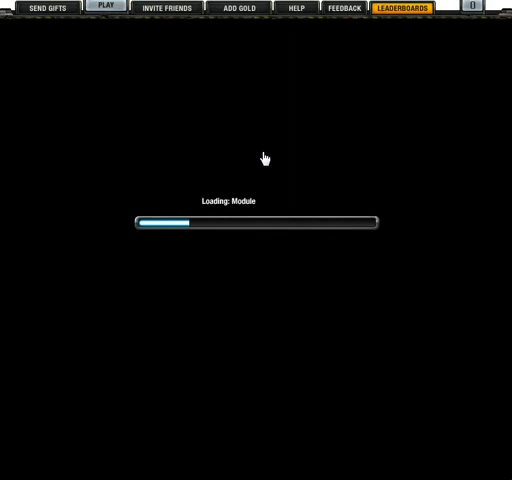 SEND GIFTS
PLAY
INVITE FRIENDS
ADD GOLD
HELP
FEEDBACK
LEADERBOARDS
0
Loading: Module